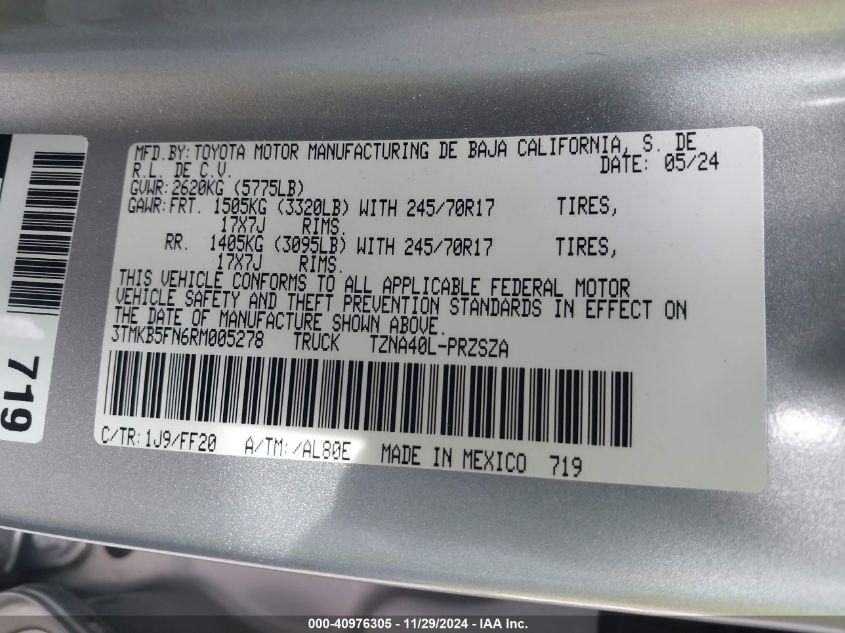 MFD.BY: TOYOTA MOTOR MANUFACTURING DE BAJA CALIFORNIA, S. DE
R.L. DE C.V. DATE: 05/24
GVWR: 2620KG (5775LB)
GAWR: FRT. 1505KG (3320LB) WITH 245/70R17 TIRES,
17X7J RIMS.
RR. 1405KG (3095LB) WITH 245/70R17 TIRES,
17X7J RIMS.
THIS VEHICLE CONFORMS TO ALL APPLICABLE FEDERAL MOTOR
VEHICLE SAFETY AND THEFT PREVENTION STANDARDS IN EFFECT ON
THE DATE OF MANUFACTURE SHOWN ABOVE.
3TMKB5FN6RM005278 TRUCK TZNA40L-PRZSZA
C/TR: 1J9/FF20 A/TM: /AL80E MADE IN MEXICO 719
719
000-40976305 - 11/29/2024 - IAA Inc.